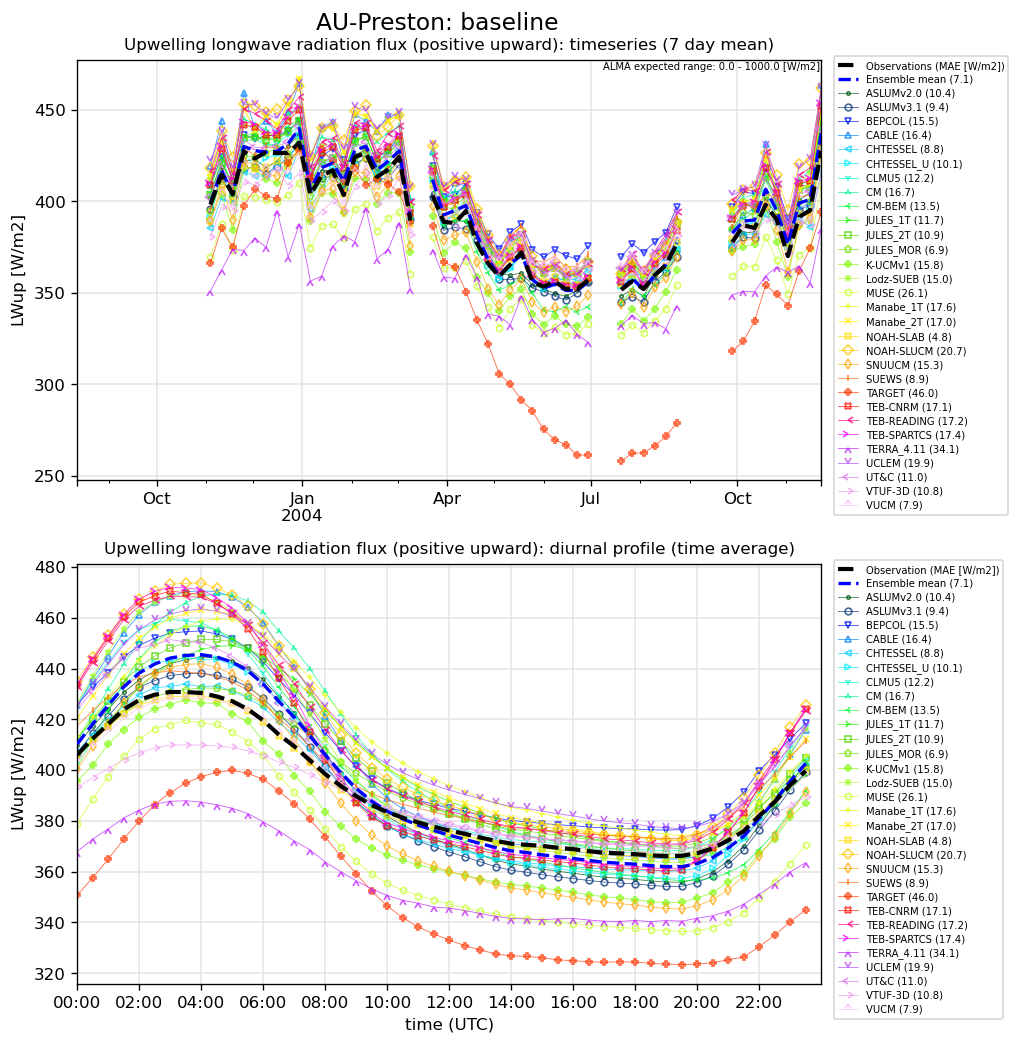 AU-Preston: baseline
Upwelling longwave radiation flux (positive upward): timeseries (7 day mean)
ALMA expected range: 0.0 - 1000.0 [W/m2]
LWup [W/m2]
450
400
350
300
250
Oct
Jan
2004
Apr
Jul
Oct
Observations (MAE [W/m2])
Ensemble mean (7.1)
ASLUMv2.0 (10.4)
ASLUMv3.1 (9.4)
BEPCOL (15.5)
CABLE (16.4)
CHTESSEL (8.8)
CHTESSEL_U (10.1)
CLMU5 (12.2)
CM (16.7)
CM-BEM (13.5)
JULES_1T (11.7)
JULES_2T (10.9)
JULES_MOR (6.9)
K-UCMv1 (15.8)
Lodz-SUEB (15.0)
MUSE (26.1)
Manabe_1T (17.6)
Manabe_2T (17.0)
NOAH-SLAB (4.8)
NOAH-SLUCM (20.7)
SNUUCM (15.3)
SUEWS (8.9)
TARGET (46.0)
TEB-CNRM (17.1)
TEB-READING (17.2)
TEB-SPARTCS (17.4)
TERRA_4.11 (34.1)
UCLEM (19.9)
UT&C (11.0)
VTUF-3D (10.8)
VUCM (7.9)
Upwelling longwave radiation flux (positive upward): diurnal profile (time average)
LWup [W/m2]
480
460
440
420
400
380
360
340
320
00:00
02:00
04:00
06:00
08:00
10:00
12:00
14:00
16:00
18:00
20:00
22:00
time (UTC)
Observation (MAE [W/m2])
Ensemble mean (7.1)
ASLUMv2.0 (10.4)
ASLUMv3.1 (9.4)
BEPCOL (15.5)
CABLE (16.4)
CHTESSEL (8.8)
CHTESSEL_U (10.1)
CLMU5 (12.2)
CM (16.7)
CM-BEM (13.5)
JULES_1T (11.7)
JULES_2T (10.9)
JULES_MOR (6.9)
K-UCMv1 (15.8)
Lodz-SUEB (15.0)
MUSE (26.1)
Manabe_1T (17.6)
Manabe_2T (17.0)
NOAH-SLAB (4.8)
NOAH-SLUCM (20.7)
SNUUCM (15.3)
SUEWS (8.9)
TARGET (46.0)
TEB-CNRM (17.1)
TEB-READING (17.2)
TEB-SPARTCS (17.4)
TERRA_4.11 (34.1)
UCLEM (19.9)
UT&C (11.0)
VTUF-3D (10.8)
VUCM (7.9)